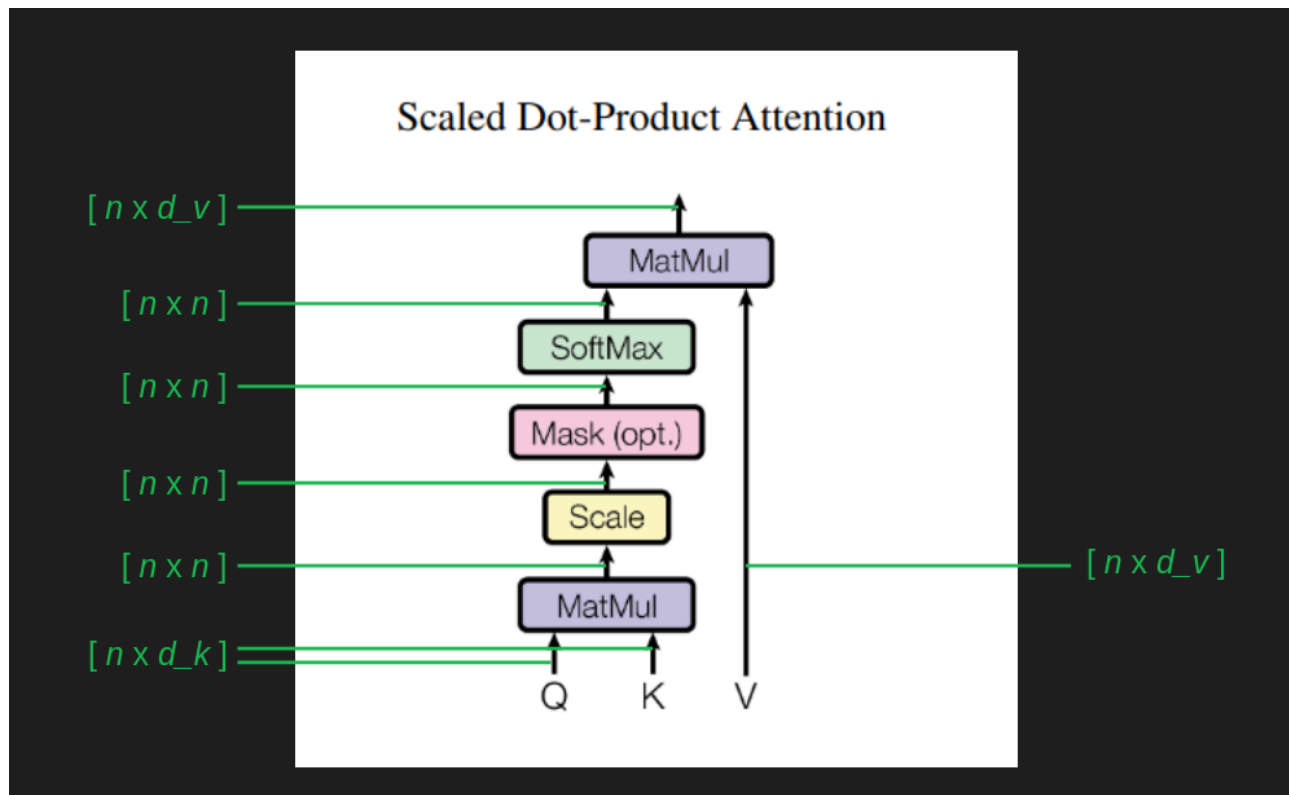 Scaled Dot-Product Attention
[ n x d_v ]
MatMul
[ n x n ]
SoftMax
[ n x n ]
Mask (opt.)
[ n x n ]
Scale
[ n x n ]
[ n x d_v ]
MatMul
[ n x d_k ]
Q K V